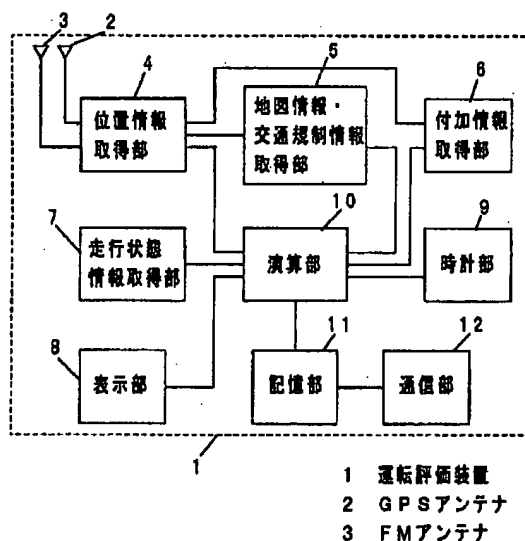 3 2
4
位置情報
取得部
5
地図情報・
交通規制情報
取得部
6
付加情報
取得部
7
走行状態
情報取得部
10
演算部
9
時計部
8
表示部
11
記憶部
12
通信部
1
1 運転評価装置
2 GPSアンテナ
3 FMアンテナ